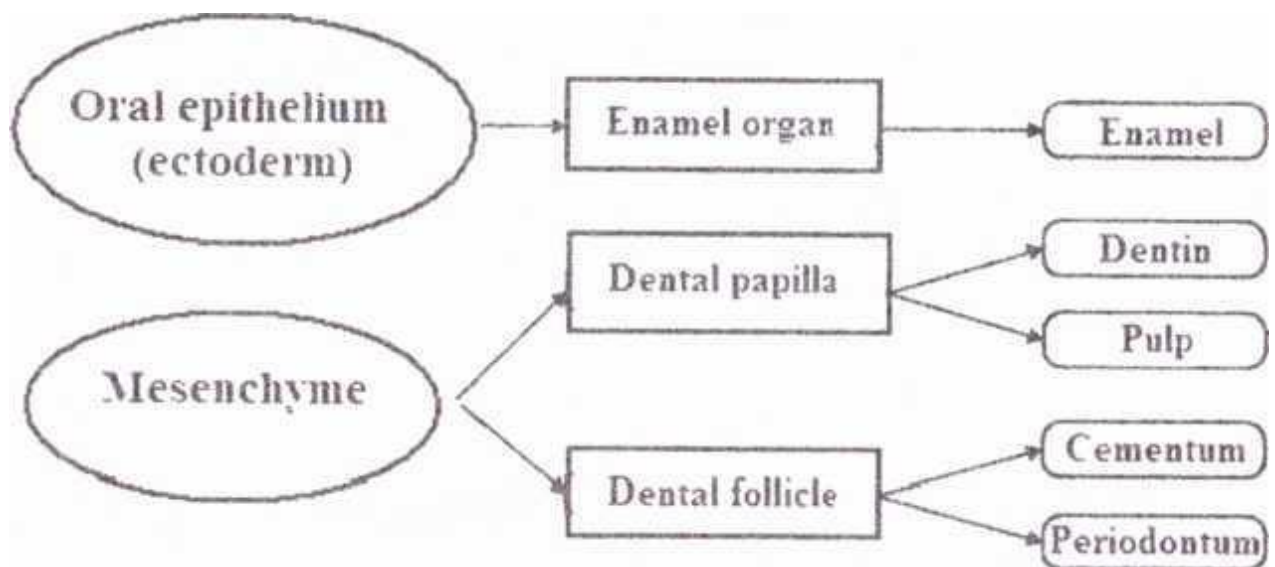 Oral epithelium
(ectoderm)
Enamel organ
Enamel
Dental papilla
Dentin
Pulp
Mesenchyme
Dental follicle
Cementum
Periodontum